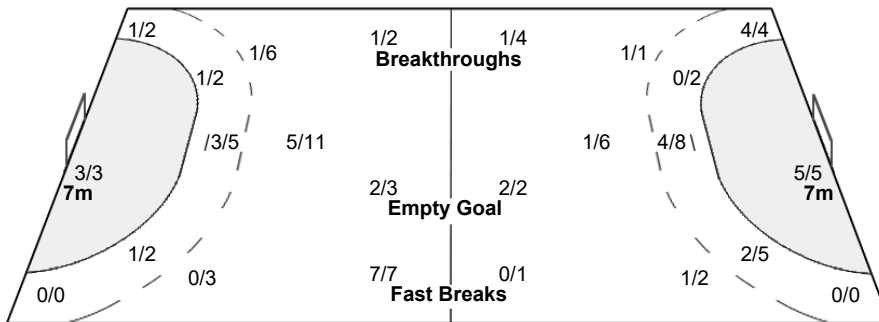 1/2 1/2 1/4 4/4
1/6 Breakthroughs 1/1
1/2 0/2
3/5 5/11 1/6 4/8
3/3 5/5
7m 2/3 2/2 7m
Empty Goal
1/2 2/5
0/3 7/7 0/1 1/2
0/0 Fast Breaks 0/0